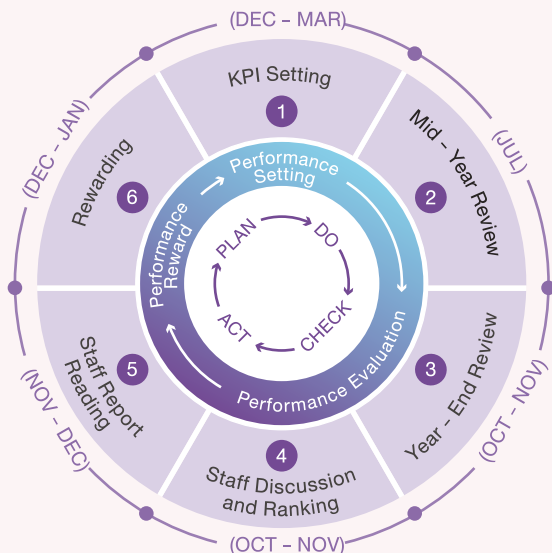 (DEC – MAR)
KPI Setting
1
(JUL)
Mid – Year Review
2
(OCT – NOV)
Year – End Review
3
(OCT – NOV)
Staff Discussion
and Ranking
4
(NOV – DEC)
Staff Report
Reading
5
(DEC – JAN)
Rewarding
6
Performance
Setting
Performance Evaluation
Performance
Reward
PLAN
DO
CHECK
ACT